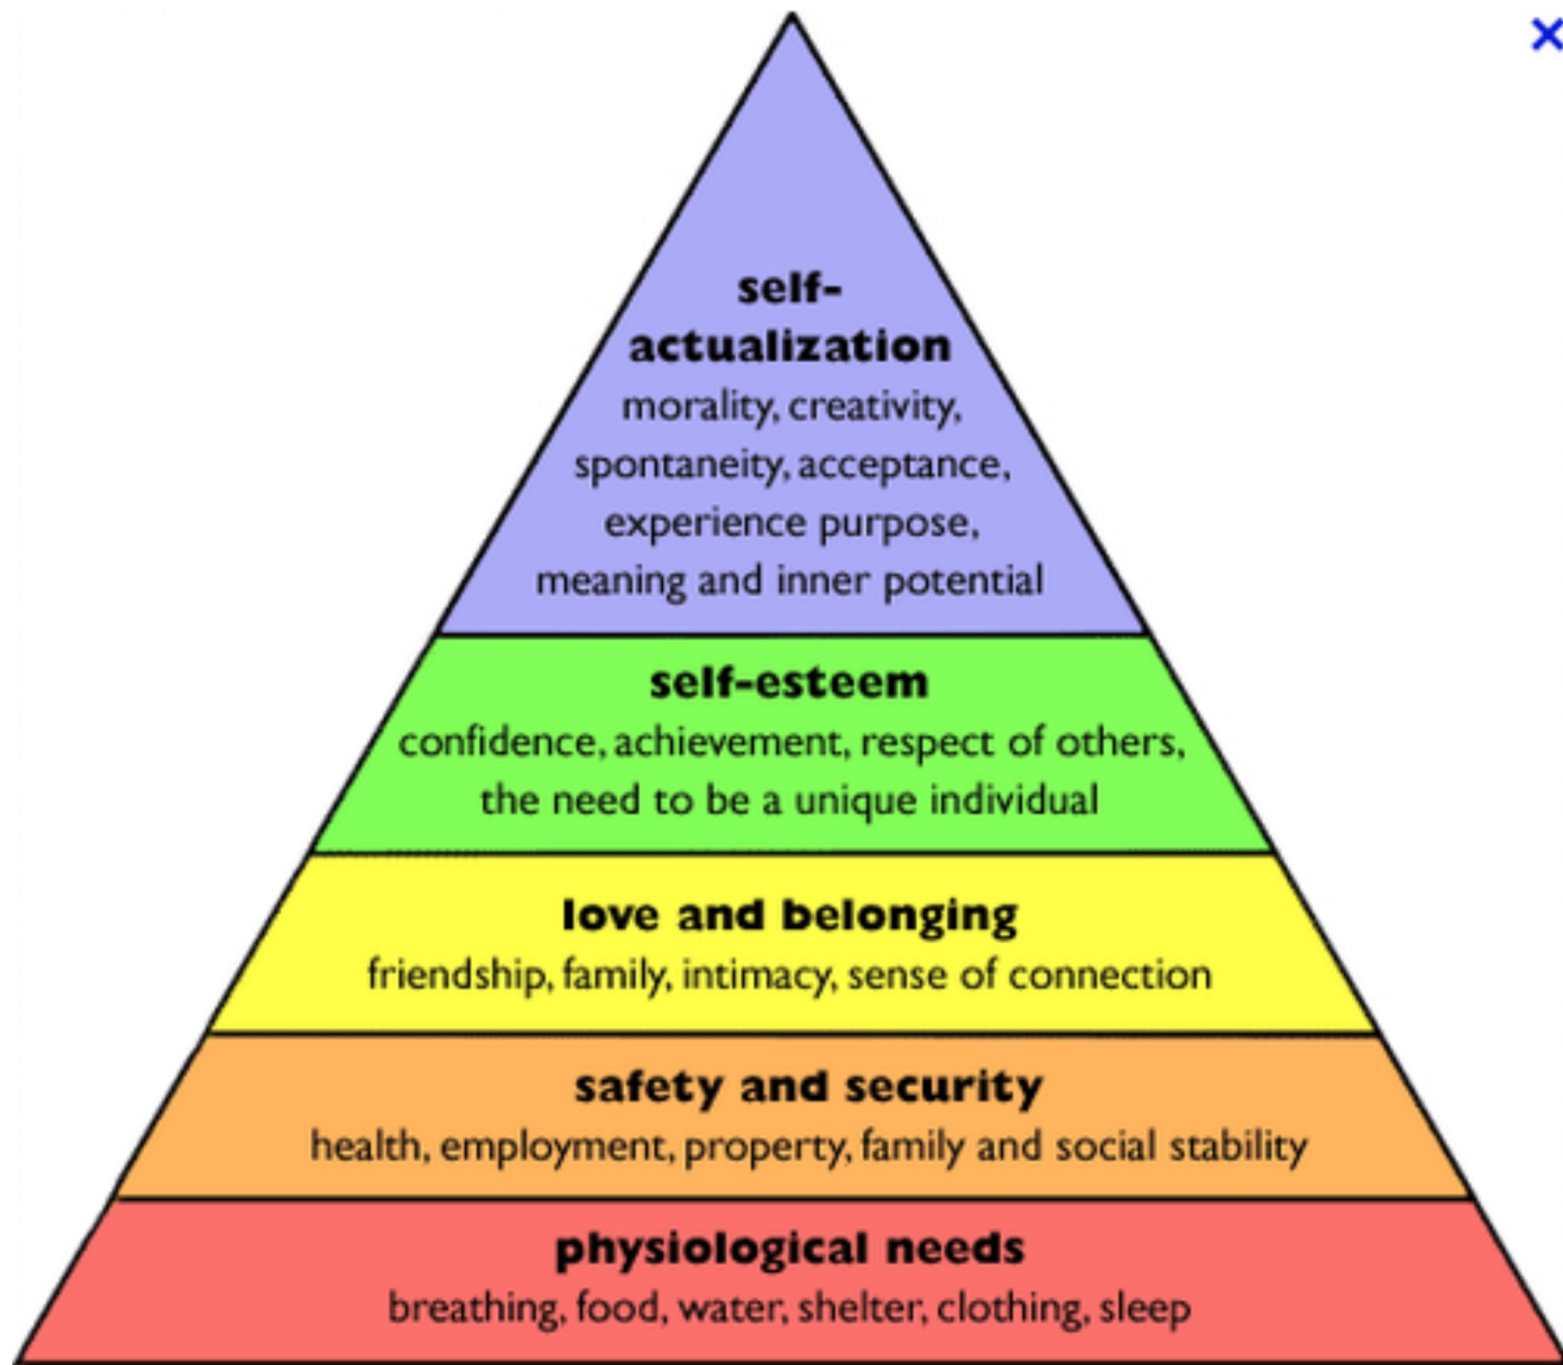 self-
actualization
morality, creativity,
spontaneity, acceptance,
experience purpose,
meaning and inner potential
self-esteem
confidence, achievement, respect of others,
the need to be a unique individual
love and belonging
friendship, family, intimacy, sense of connection
safety and security
health, employment, property, family and social stability
physiological needs
breathing, food, water, shelter, clothing, sleep